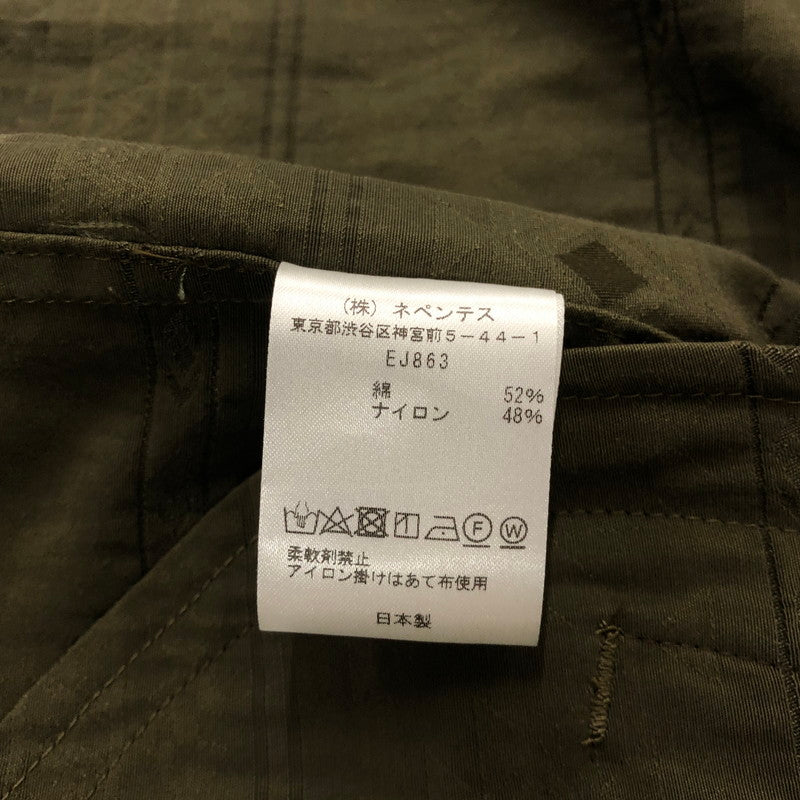 （株）ネペンテス
東京都渋谷区神宮前5－44－1
EJ863
綿 52%
ナイロン 48%
F W
柔軟剤禁止
アイロン掛けはあて布使用
日本製